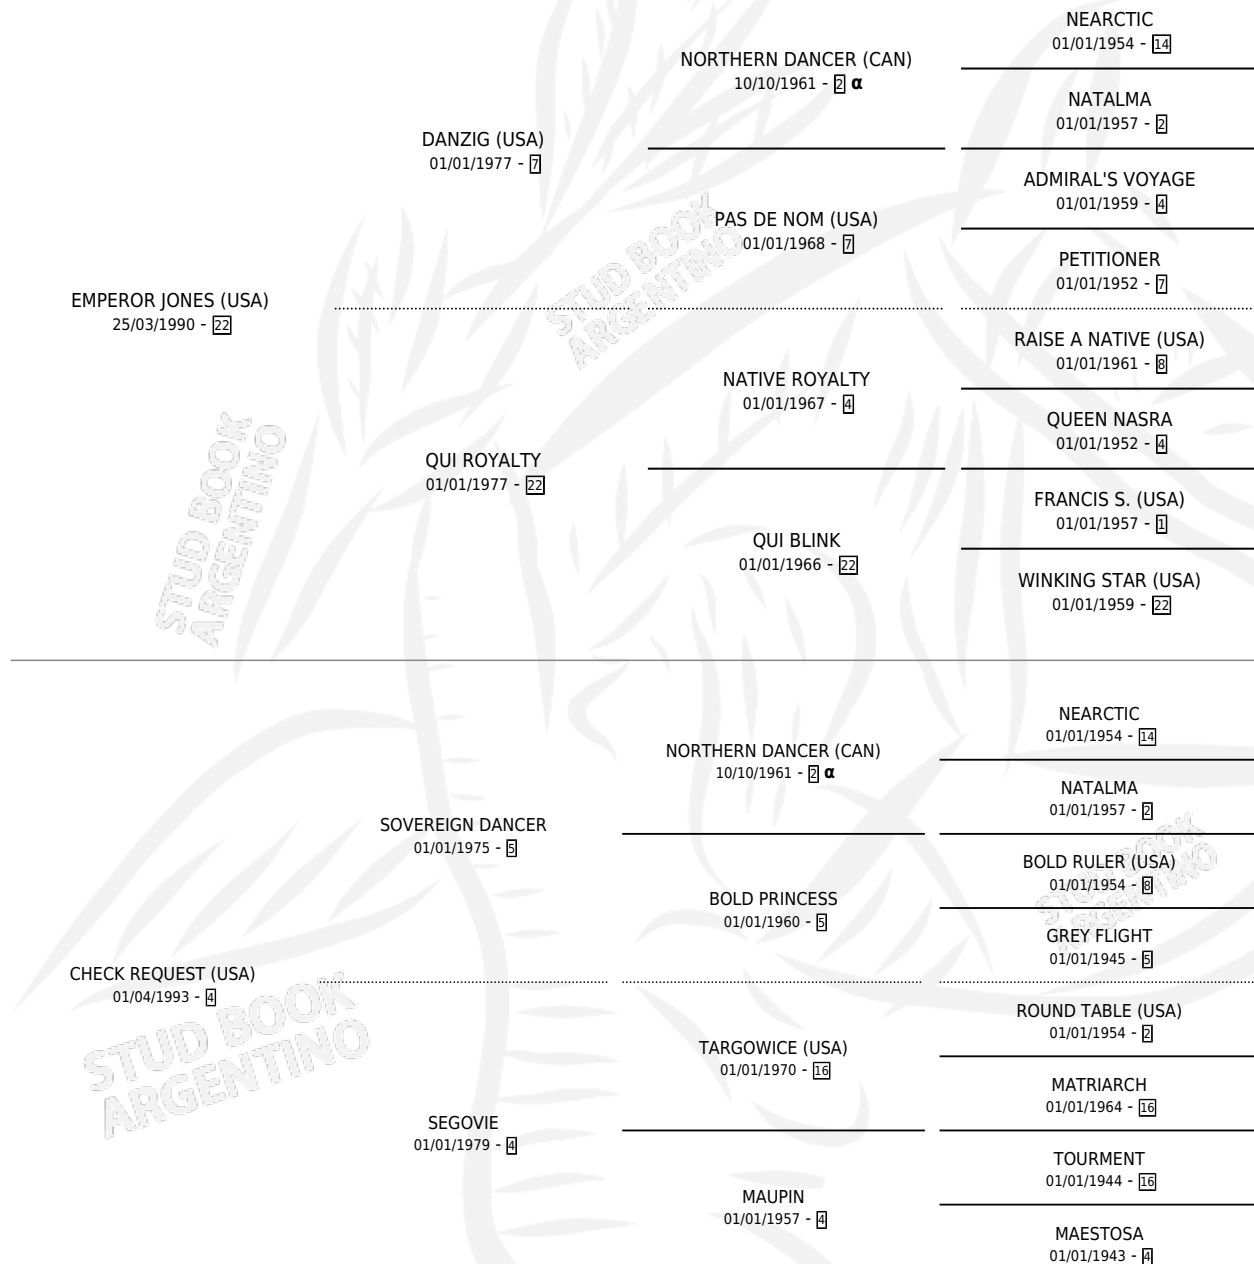 NEARCTIC
01/01/1954 - 14
NORTHERN DANCER (CAN)
10/10/1961 - 2 α
NATALMA
01/01/1957 - 2
DANZIG (USA)
01/01/1977 - 7
ADMIRAL'S VOYAGE
01/01/1959 - 4
PAS DE NOM (USA)
01/01/1968 - 7
PETITIONER
01/01/1952 - 7
EMPEROR JONES (USA)
25/03/1990 - 22
RAISE A NATIVE (USA)
01/01/1961 - 8
NATIVE ROYALTY
01/01/1967 - 4
QUEEN NASRA
01/01/1952 - 4
QUI ROYALTY
01/01/1977 - 22
FRANCIS S. (USA)
01/01/1957 - 1
QUI BLINK
01/01/1966 - 22
WINKING STAR (USA)
01/01/1959 - 22
NEARCTIC
01/01/1954 - 14
NORTHERN DANCER (CAN)
10/10/1961 - 2 α
NATALMA
01/01/1957 - 2
SOVEREIGN DANCER
01/01/1975 - 5
BOLD RULER (USA)
01/01/1954 - 8
BOLD PRINCESS
01/01/1960 - 5
GREY FLIGHT
01/01/1945 - 5
CHECK REQUEST (USA)
01/04/1993 - 4
ROUND TABLE (USA)
01/01/1954 - 2
TARGOWICE (USA)
01/01/1970 - 16
MATRIARCH
01/01/1964 - 16
SEGOVIE
01/01/1979 - 4
TOURMENT
01/01/1944 - 16
MAUPIN
01/01/1957 - 4
MAESTOSA
01/01/1943 - 4
STUD BOOK
ARGENTINO
STUD BOOK
ARGENTINO
STUD BOOK
ARGENTINO
STUD BOOK
ARGENTINO